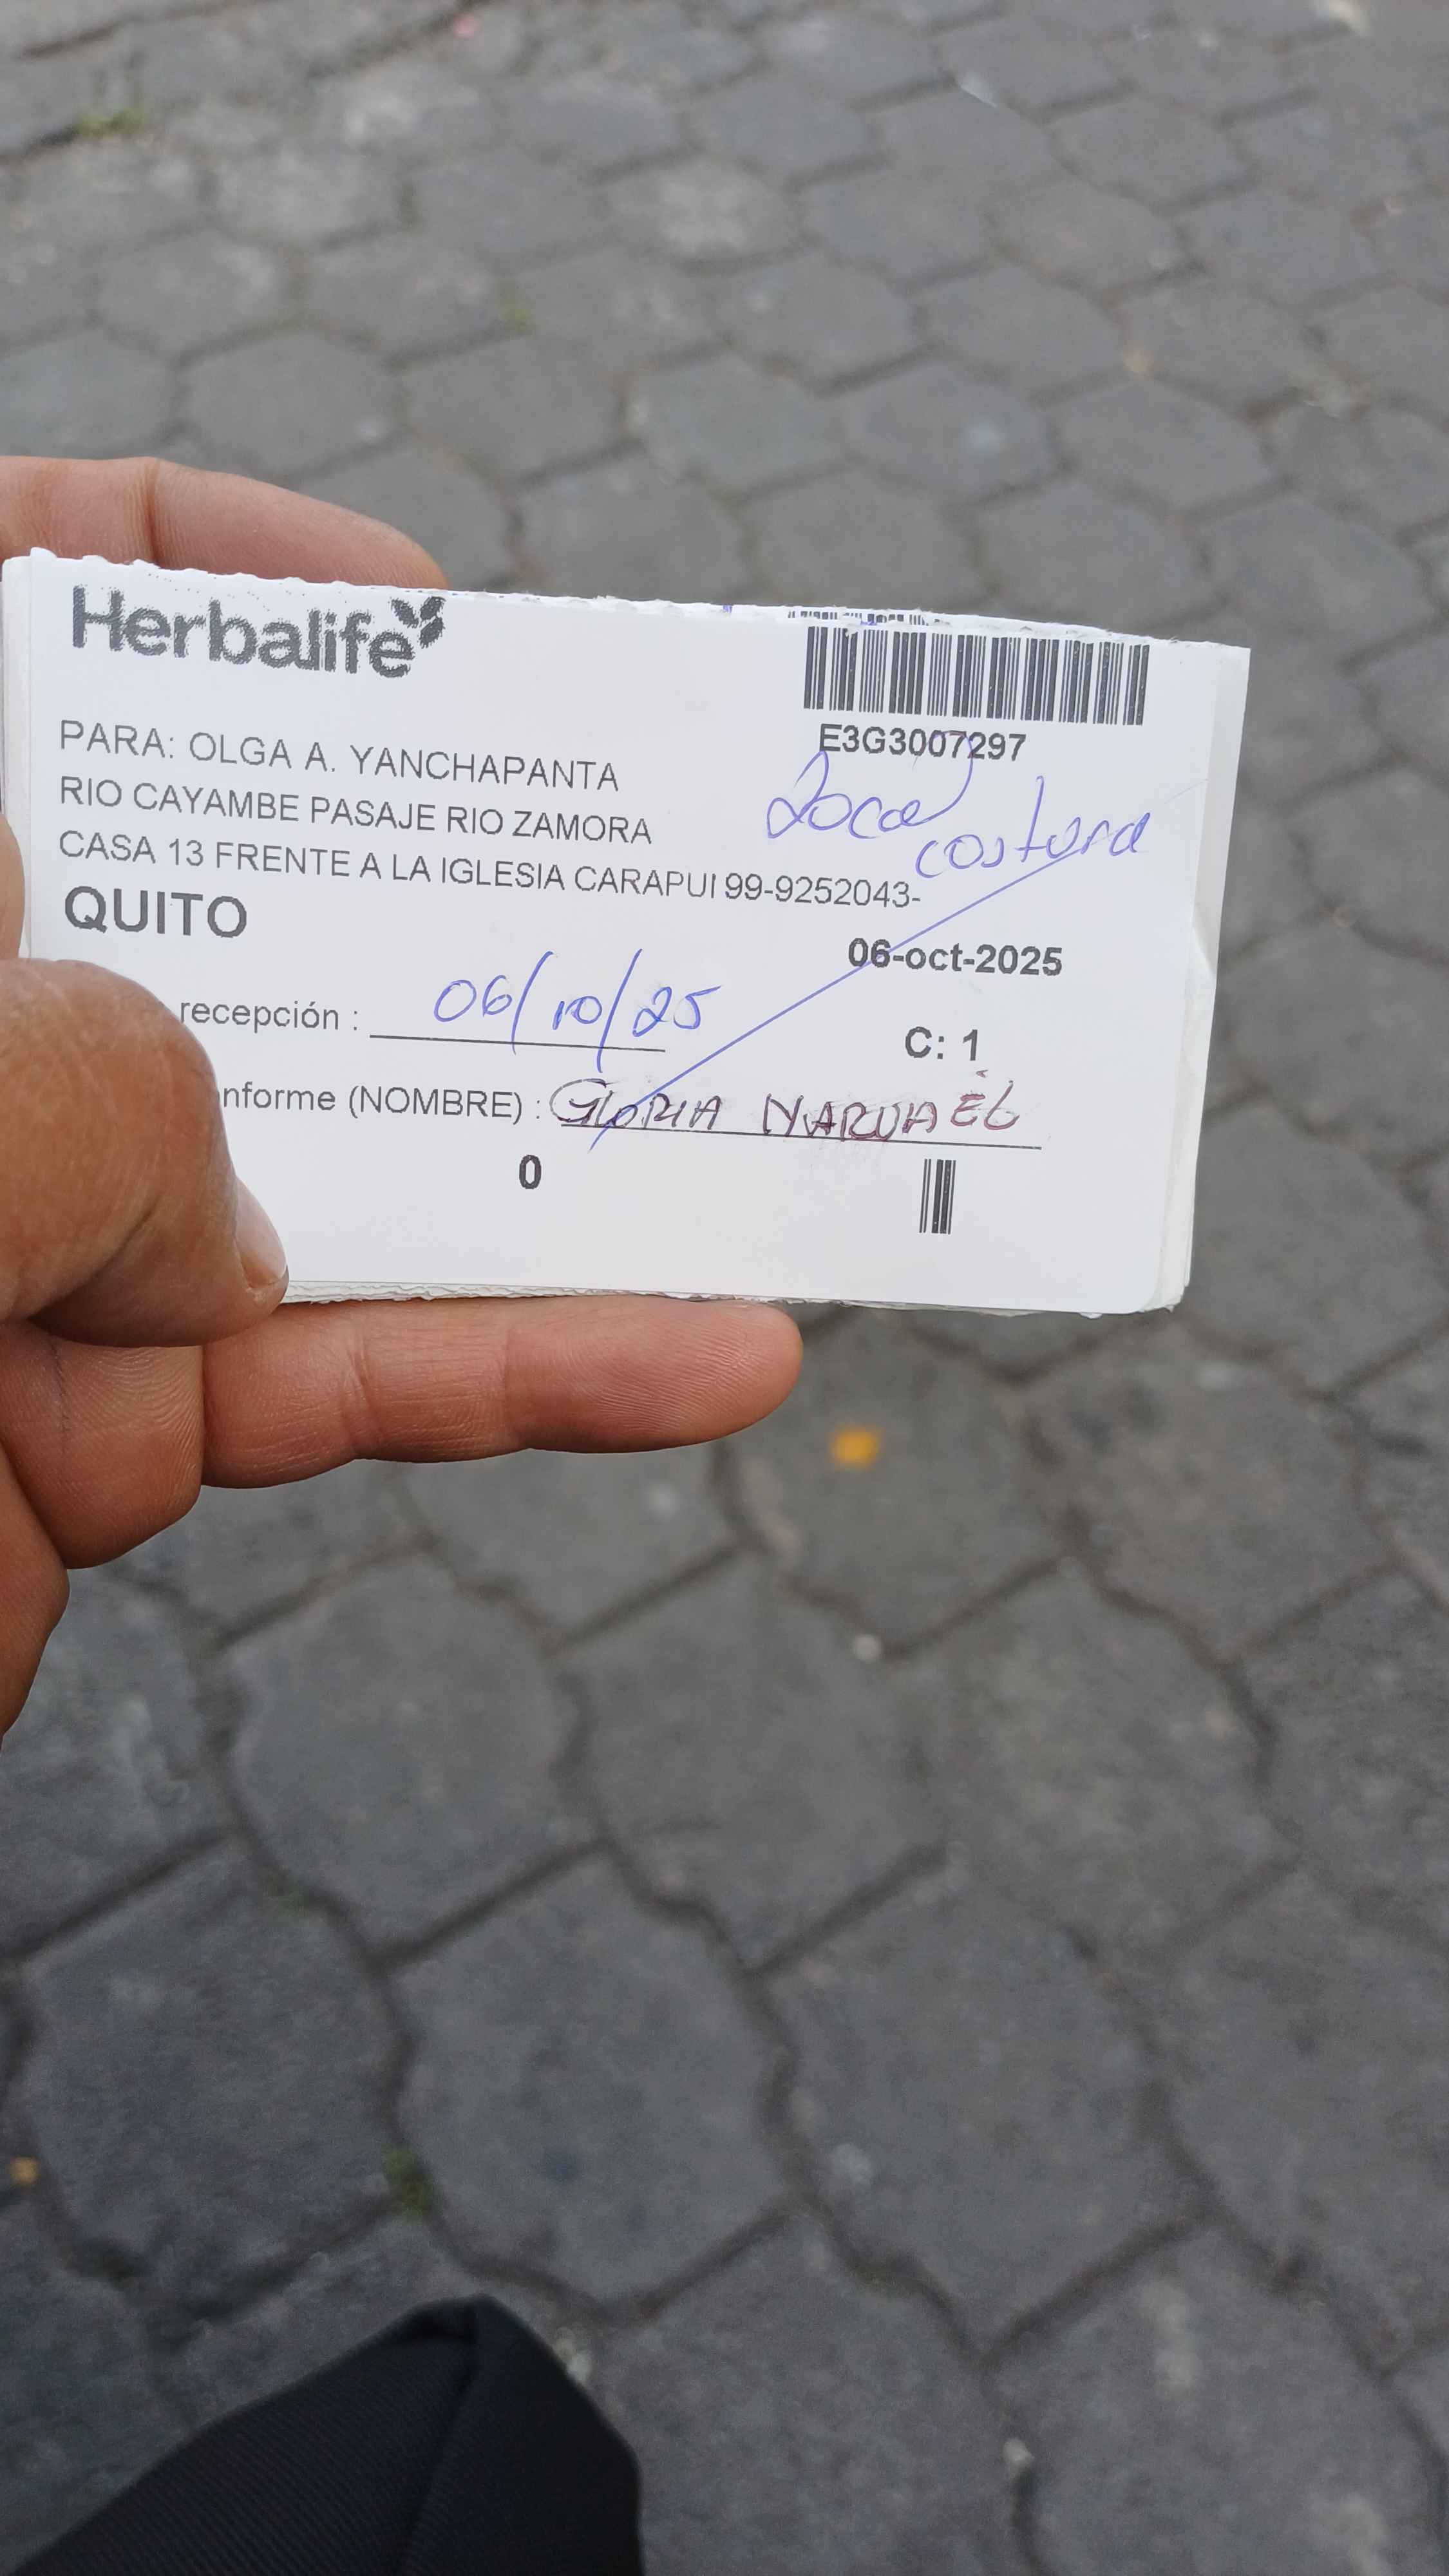 Herbalife
E3G3007297
PARA: OLGA A. YANCHAPANTA
RIO CAYAMBE PASAJE RIO ZAMORA
CASA 13 FRENTE A LA IGLESIA CARAPUI 99-9252043-
QUITO
Local
costura
06-oct-2025
recepción : 06/10/25
C: 1
nforme (NOMBRE) : GLORIA NARVAEZ
0